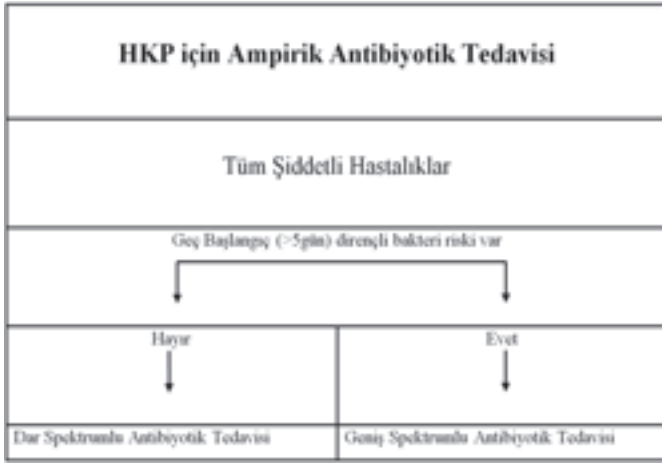 HKP için Ampirik Antibiyotik Tedavisi
Tüm Şiddetli Hastalıklar
Geç Başlangıç (>5gün) dirençli bakteri riski var
Hayır
Evet
Dar Spektrumlu Antibiyotik Tedavisi
Geniş Spektrumlu Antibiyotik Tedavisi